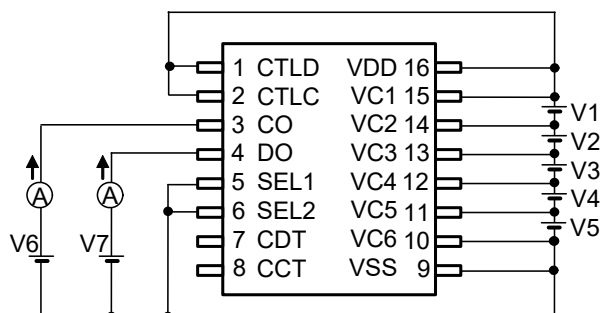 1 CTLD VDD 16
2 CTLC VC1 15
V1
3 CO VC2 14
V2
4 DO VC3 13
V3
A A
5 SEL1 VC4 12
V4
6 SEL2 VC5 11
V5
V6 V7
7 CDT VC6 10
8 CCT VSS 9